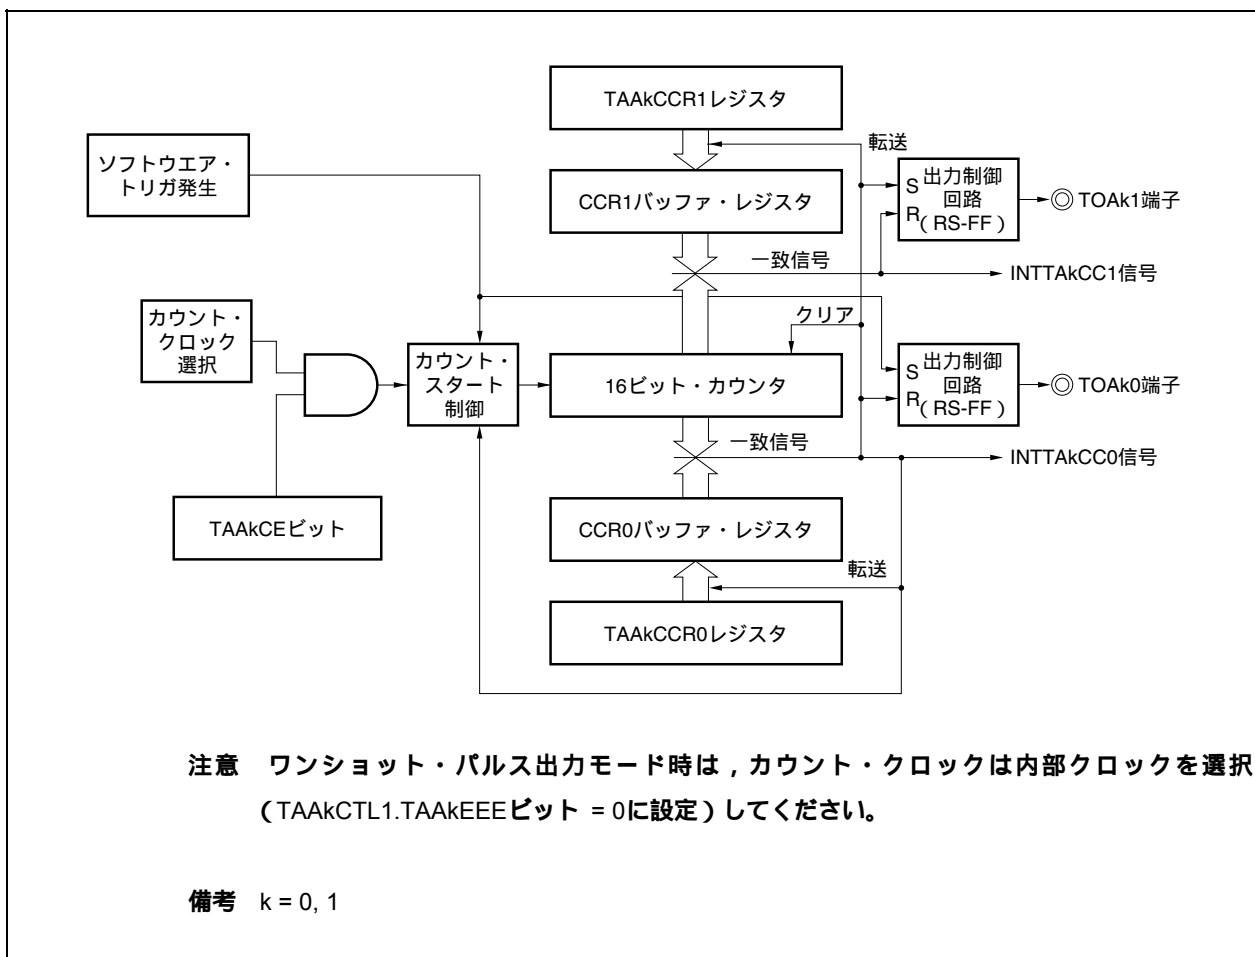 TAAkCCR1レジスタ
転送
ソフトウエア・
トリガ発生
CCR1バッファ・レジスタ
S
R
出力制御
回路
（RS-FF）
TOAk1端子
一致信号
INTTAkCC1信号
カウント・
クロック
選択
クリア
カウント・
スタート
制御
16ビット・カウンタ
S
R
出力制御
回路
（RS-FF）
TOAk0端子
一致信号
INTTAkCC0信号
TAAkCEビット
CCR0バッファ・レジスタ
転送
TAAkCCR0レジスタ
注意　ワンショット・パルス出力モード時は，カウント・クロックは内部クロックを選択
（TAAkCTL1.TAAkEEEビット = 0に設定）してください。
備考　k = 0, 1